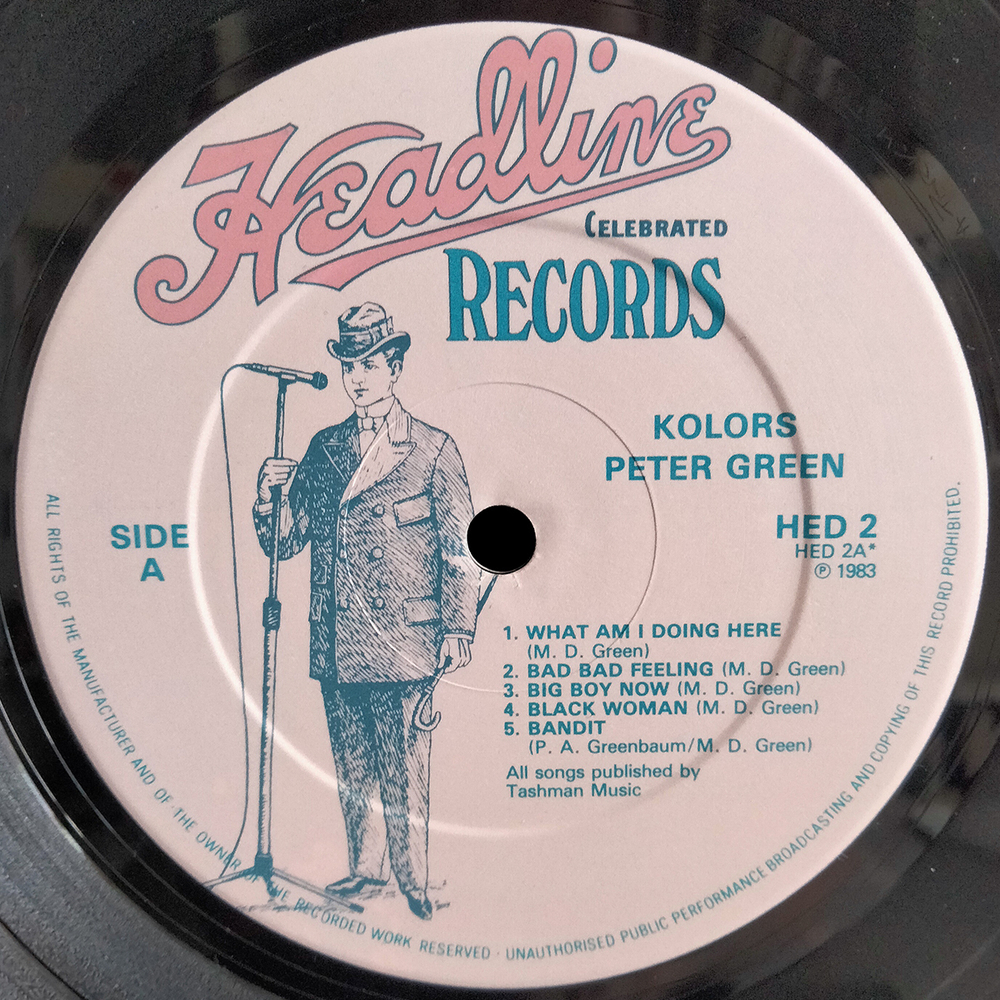 Headline
CELEBRATED
RECORDS
KOLORS
PETER GREEN
SIDE
A
HED 2
HED 2A*
℗ 1983
1. WHAT AM I DOING HERE
(M. D. Green)
2. BAD BAD FEELING (M. D. Green)
3. BIG BOY NOW (M. D. Green)
4. BLACK WOMAN (M. D. Green)
5. BANDIT
(P. A. Greenbaum/M. D. Green)
All songs published by
Tashman Music
ALL RIGHTS OF THE MANUFACTURER AND OF · THE OWNER OF THE RECORDED WORK RESERVED · UNAUTHORISED PUBLIC PERFORMANCE BROADCASTING AND COPYING OF THIS RECORD PROHIBITED.